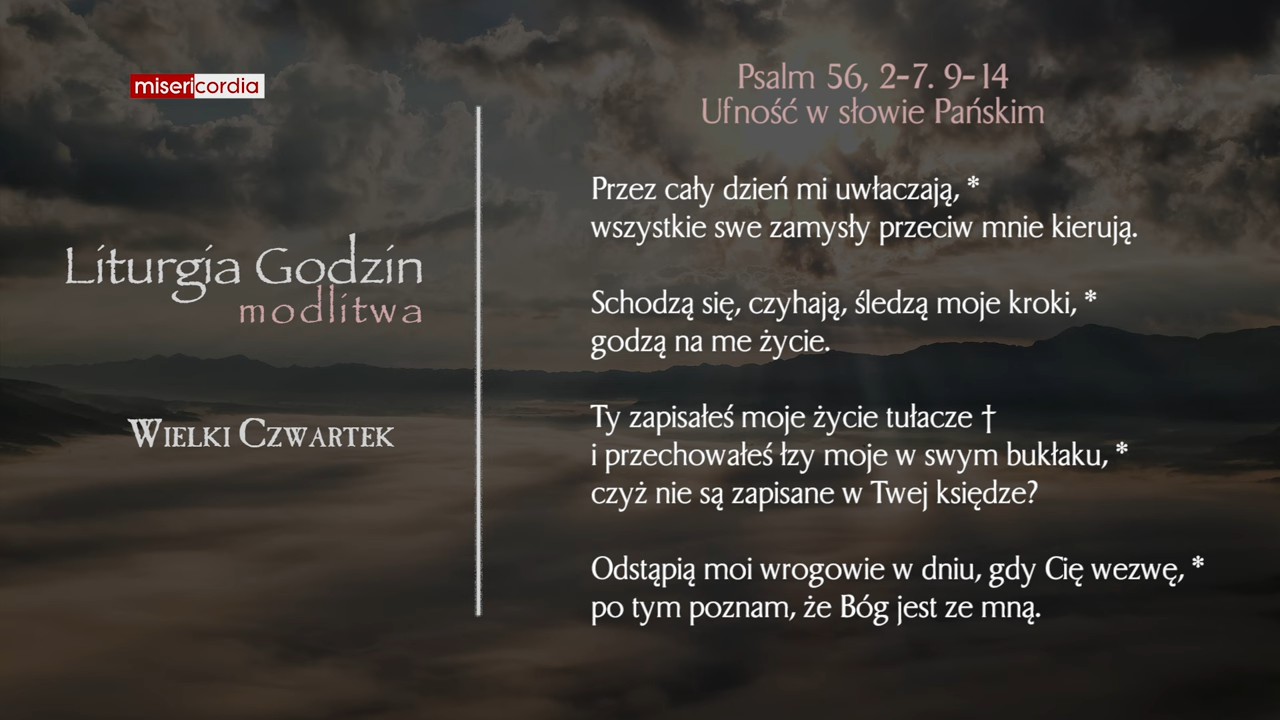 misericordia
Liturgia Godzin
modlitwa
Wielki Czwartek
Psalm 56, 2-7. 9-14
Ufność w słowie Pańskim
Przez cały dzień mi uwłaczają, *
wszystkie swe zamysły przeciw mnie kierują.
Schodzą się, czyhają, śledzą moje kroki, *
godzą na me życie.
Ty zapisałeś moje życie tułacze †
i przechowałeś łzy moje w swym bukłaku, *
czyż nie są zapisane w Twej księdze?
Odstąpią moi wrogowie w dniu, gdy Cię wezwę, *
po tym poznam, że Bóg jest ze mną.